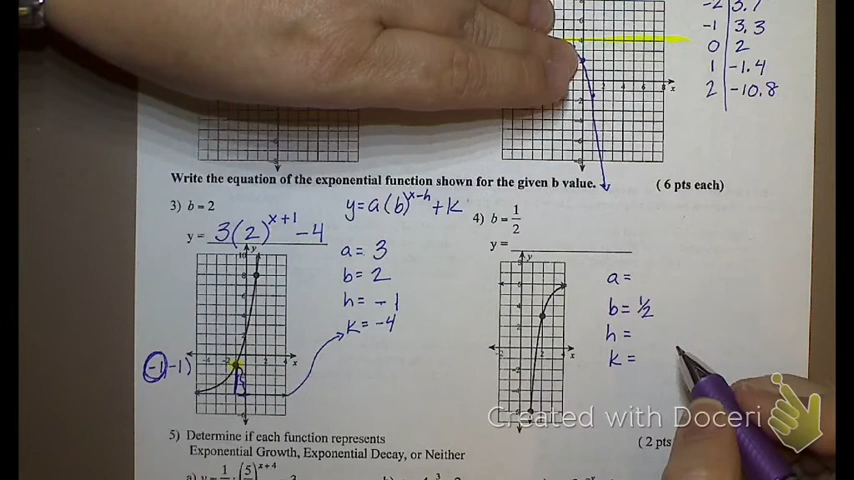 -2 | 3.7
-1 | 3.3
0 | 2
1 | -1.4
2 | -10.8
Write the equation of the exponential function shown for the given b value. ( 6 pts each)
3) b = 2
y = a(b)^x-h + k
y = 3(2)^x+1 - 4
a = 3
b = 2
h = -1
k = -4
(-1,-1)
4) b = 1/2
y =
a =
b = 1/2
h =
k =
Created with Doceri
5) Determine if each function represents ( 2 pts
Exponential Growth, Exponential Decay, or Neither